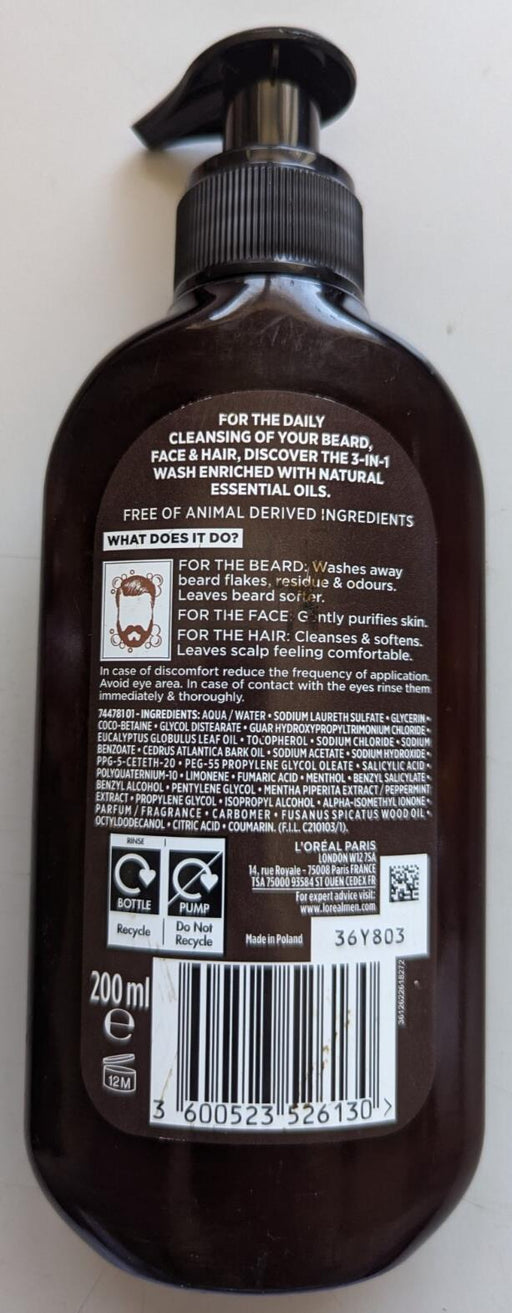 FOR THE DAILY
CLEANSING OF YOUR BEARD,
FACE & HAIR, DISCOVER THE 3-IN-1
WASH ENRICHED WITH NATURAL
ESSENTIAL OILS.
FREE OF ANIMAL DERIVED INGREDIENTS
WHAT DOES IT DO?
FOR THE BEARD: Washes away
beard flakes, residue & odours.
Leaves beard softer.
FOR THE FACE: Gently purifies skin.
FOR THE HAIR: Cleanses & softens.
Leaves scalp feeling comfortable.
In case of discomfort reduce the frequency of application.
Avoid eye area. In case of contact with the eyes rinse them
immediately & thoroughly.
74478101 - INGREDIENTS: AQUA / WATER • SODIUM LAURETH SULFATE • GLYCERIN •
COCO-BETAINE • GLYCOL DISTEARATE • GUAR HYDROXYPROPYLTRIMONIUM CHLORIDE •
EUCALYPTUS GLOBULUS LEAF OIL • TOCOPHEROL • SODIUM CHLORIDE • SODIUM
BENZOATE • CEDRUS ATLANTICA BARK OIL • SODIUM ACETATE • SODIUM HYDROXIDE •
PPG-5-CETETH-20 • PEG-55 PROPYLENE GLYCOL OLEATE • SALICYLIC ACID •
POLYQUATERNIUM-10 • LIMONENE • FUMARIC ACID • MENTHOL • BENZYL SALICYLATE •
BENZYL ALCOHOL • PENTYLENE GLYCOL • MENTHA PIPERITA EXTRACT / PEPPERMINT
EXTRACT • PROPYLENE GLYCOL • ISOPROPYL ALCOHOL • ALPHA-ISOMETHYL IONONE •
PARFUM / FRAGRANCE • CARBOMER • FUSANUS SPICATUS WOOD OIL •
OCTYLDODECANOL • CITRIC ACID • COUMARIN. (F.I.L. C210103/1).
RINSE
BOTTLE
Recycle
PUMP
Do Not
Recycle
L'ORÉAL PARIS
LONDON W12 7SA
14, rue Royale - 75008 Paris FRANCE
TSA 75000 93584 ST OUEN CEDEX FR
For expert advice visit:
www.lorealmen.com
Made in Poland
36Y803
200 ml
e
12M
3612622618272
3 600523 526130 >